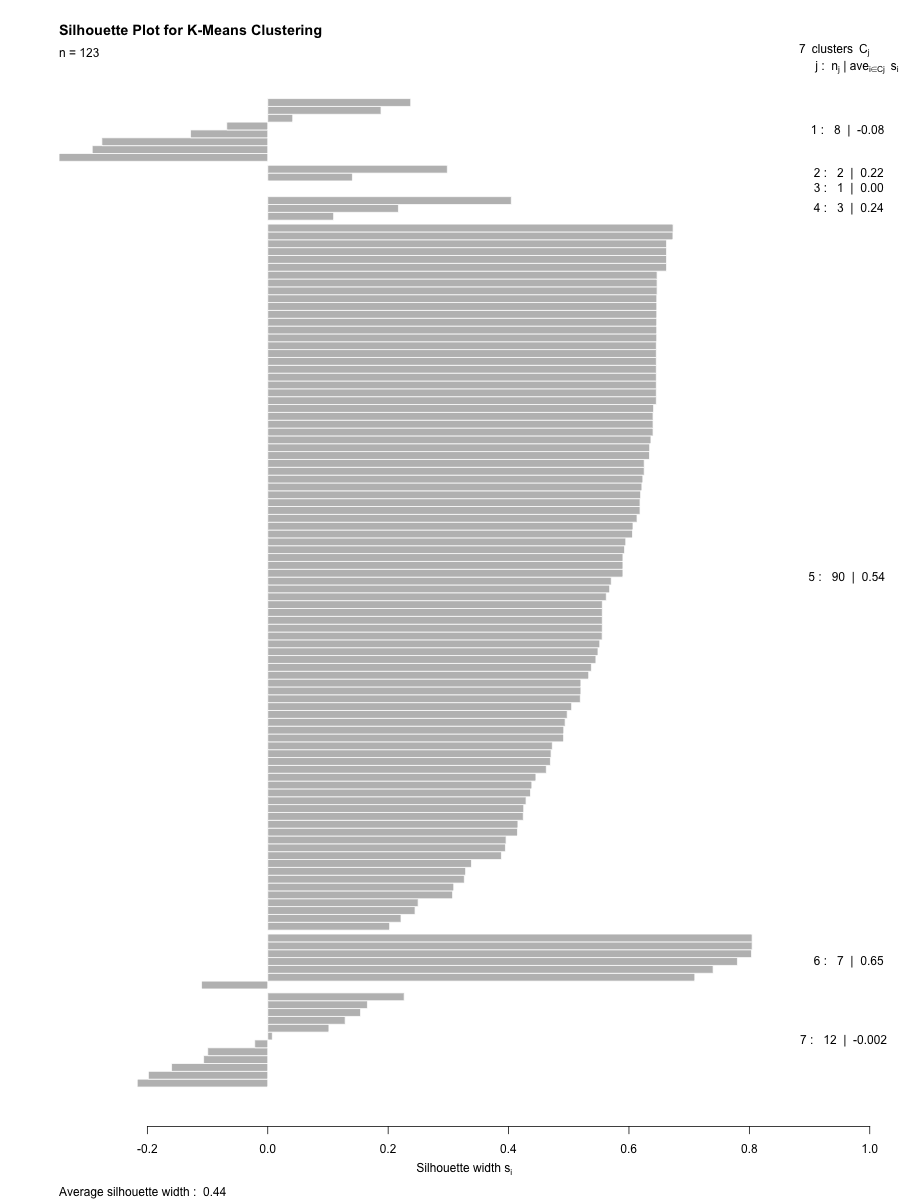 Silhouette Plot for K-Means Clustering
n = 123
7 clusters Cj
j : nj | avei∈Cj si
1 : 8 | -0.08
2 : 2 | 0.22
3 : 1 | 0.00
4 : 3 | 0.24
5 : 90 | 0.54
6 : 7 | 0.65
7 : 12 | -0.002
-0.2 0.0 0.2 0.4 0.6 0.8 1.0
Silhouette width si
Average silhouette width : 0.44